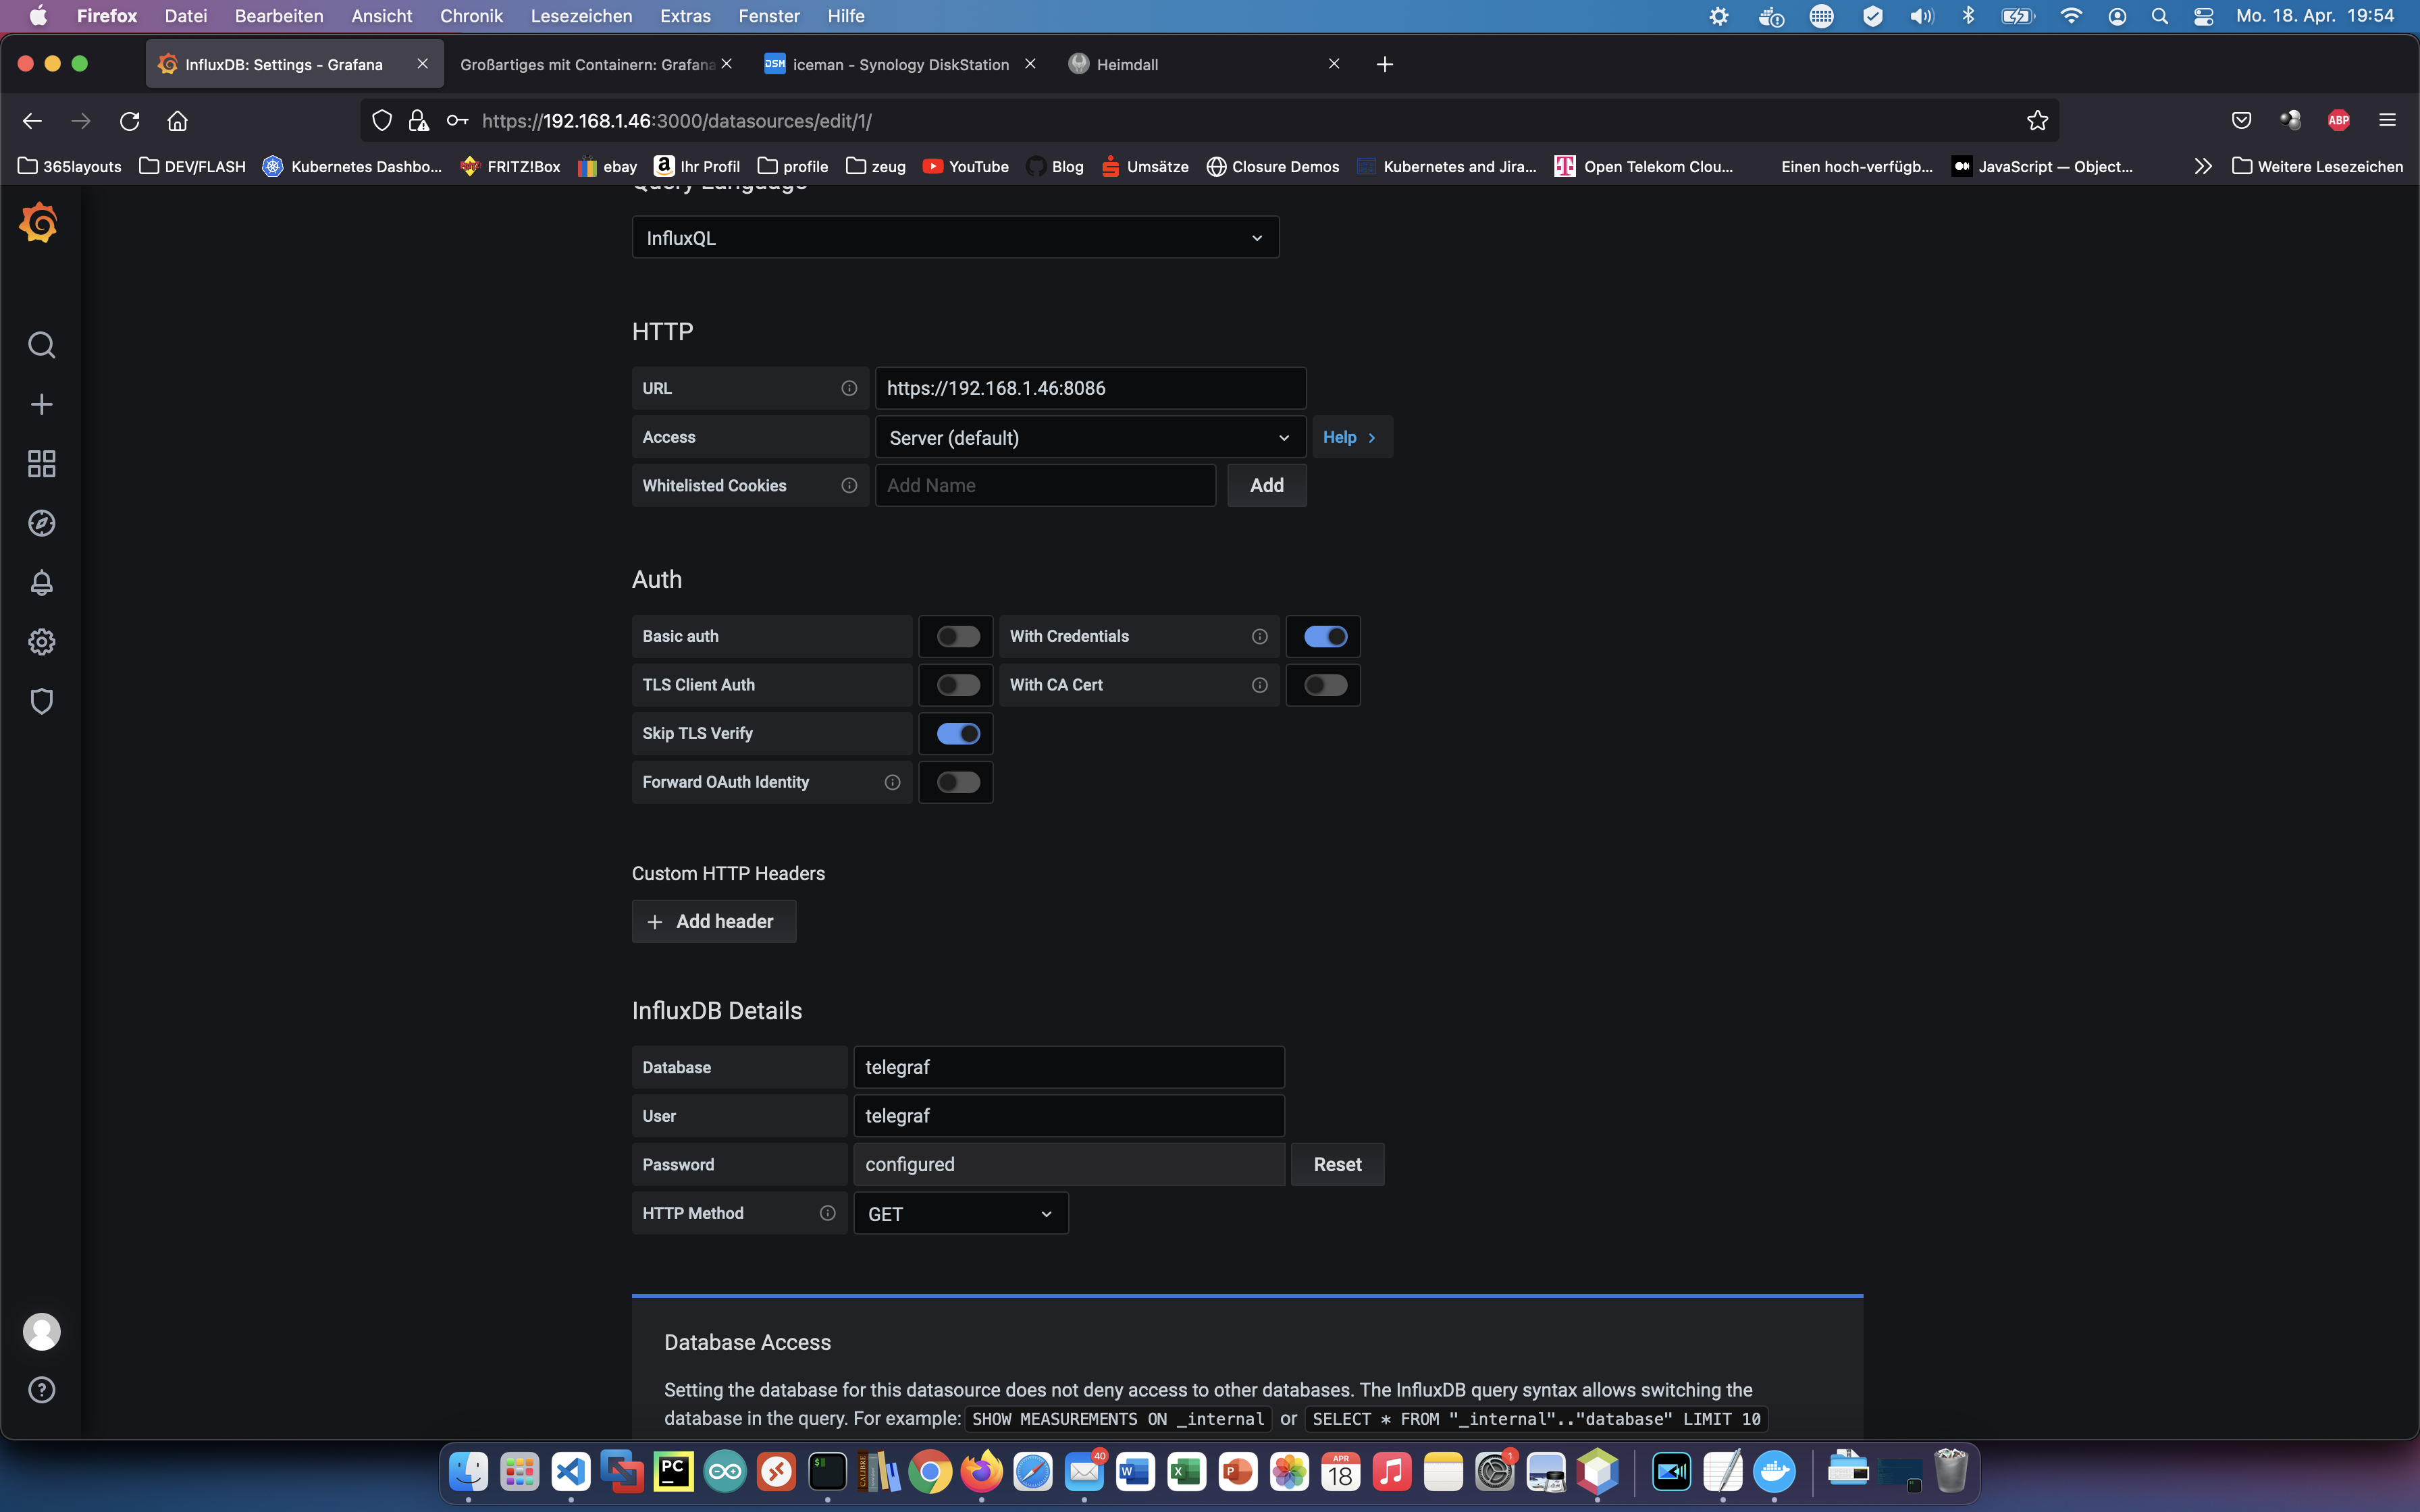 Firefox Datei Bearbeiten Ansicht Chronik Lesezeichen Extras Fenster Hilfe Mo. 18. Apr. 19:54
InfluxDB: Settings - Grafana Großartiges mit Containern: Grafana DSM iceman - Synology DiskStation Heimdall
https://192.168.1.46:3000/datasources/edit/1/ ABP
365layouts DEV/FLASH Kubernetes Dashbo... FRITZ!Box ebay Ihr Profil profile zeug YouTube Blog Umsätze Closure Demos Kubernetes and Jira... Open Telekom Clou... Einen hoch-verfügb... JavaScript — Object... Weitere Lesezeichen
Query Language
InfluxQL
HTTP
URL https://192.168.1.46:8086
Access Server (default) Help >
Whitelisted Cookies Add Name Add
Auth
Basic auth With Credentials
TLS Client Auth With CA Cert
Skip TLS Verify
Forward OAuth Identity
Custom HTTP Headers
+ Add header
InfluxDB Details
Database telegraf
User telegraf
Password configured Reset
HTTP Method GET
Database Access
Setting the database for this datasource does not deny access to other databases. The InfluxDB query syntax allows switching the
database in the query. For example: SHOW MEASUREMENTS ON _internal or SELECT * FROM "_internal".."database" LIMIT 10
PC $ CALIBRE 40 W X P APR 18 1